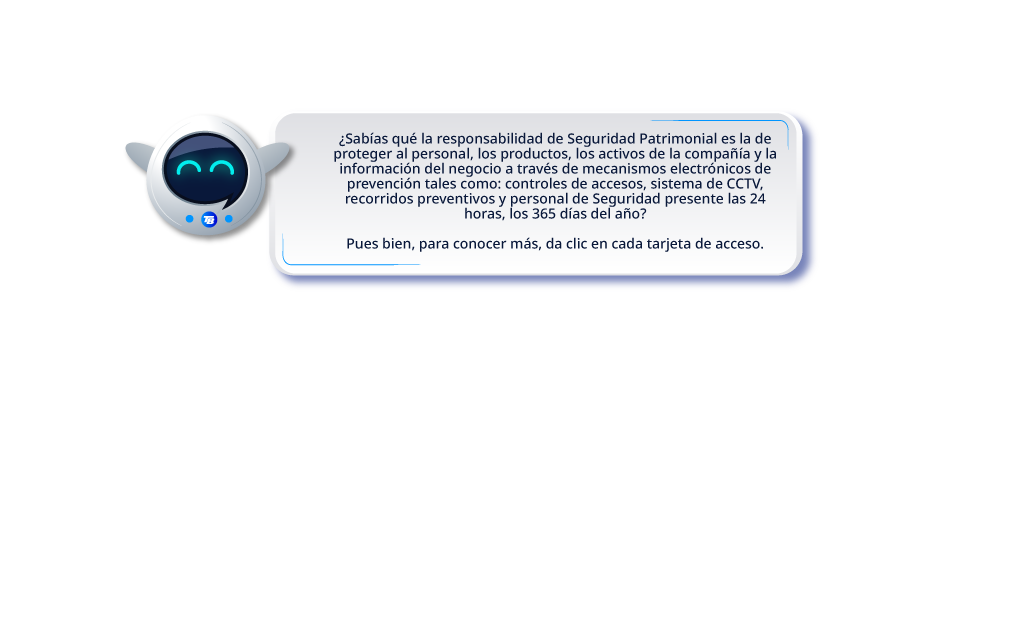 ¿Sabías qué la responsabilidad de Seguridad Patrimonial es la de
proteger al personal, los productos, los activos de la compañía y la
información del negocio a través de mecanismos electrónicos de
prevención tales como: controles de accesos, sistema de CCTV,
recorridos preventivos y personal de Seguridad presente las 24
horas, los 365 días del año?
Pues bien, para conocer más, da clic en cada tarjeta de acceso.